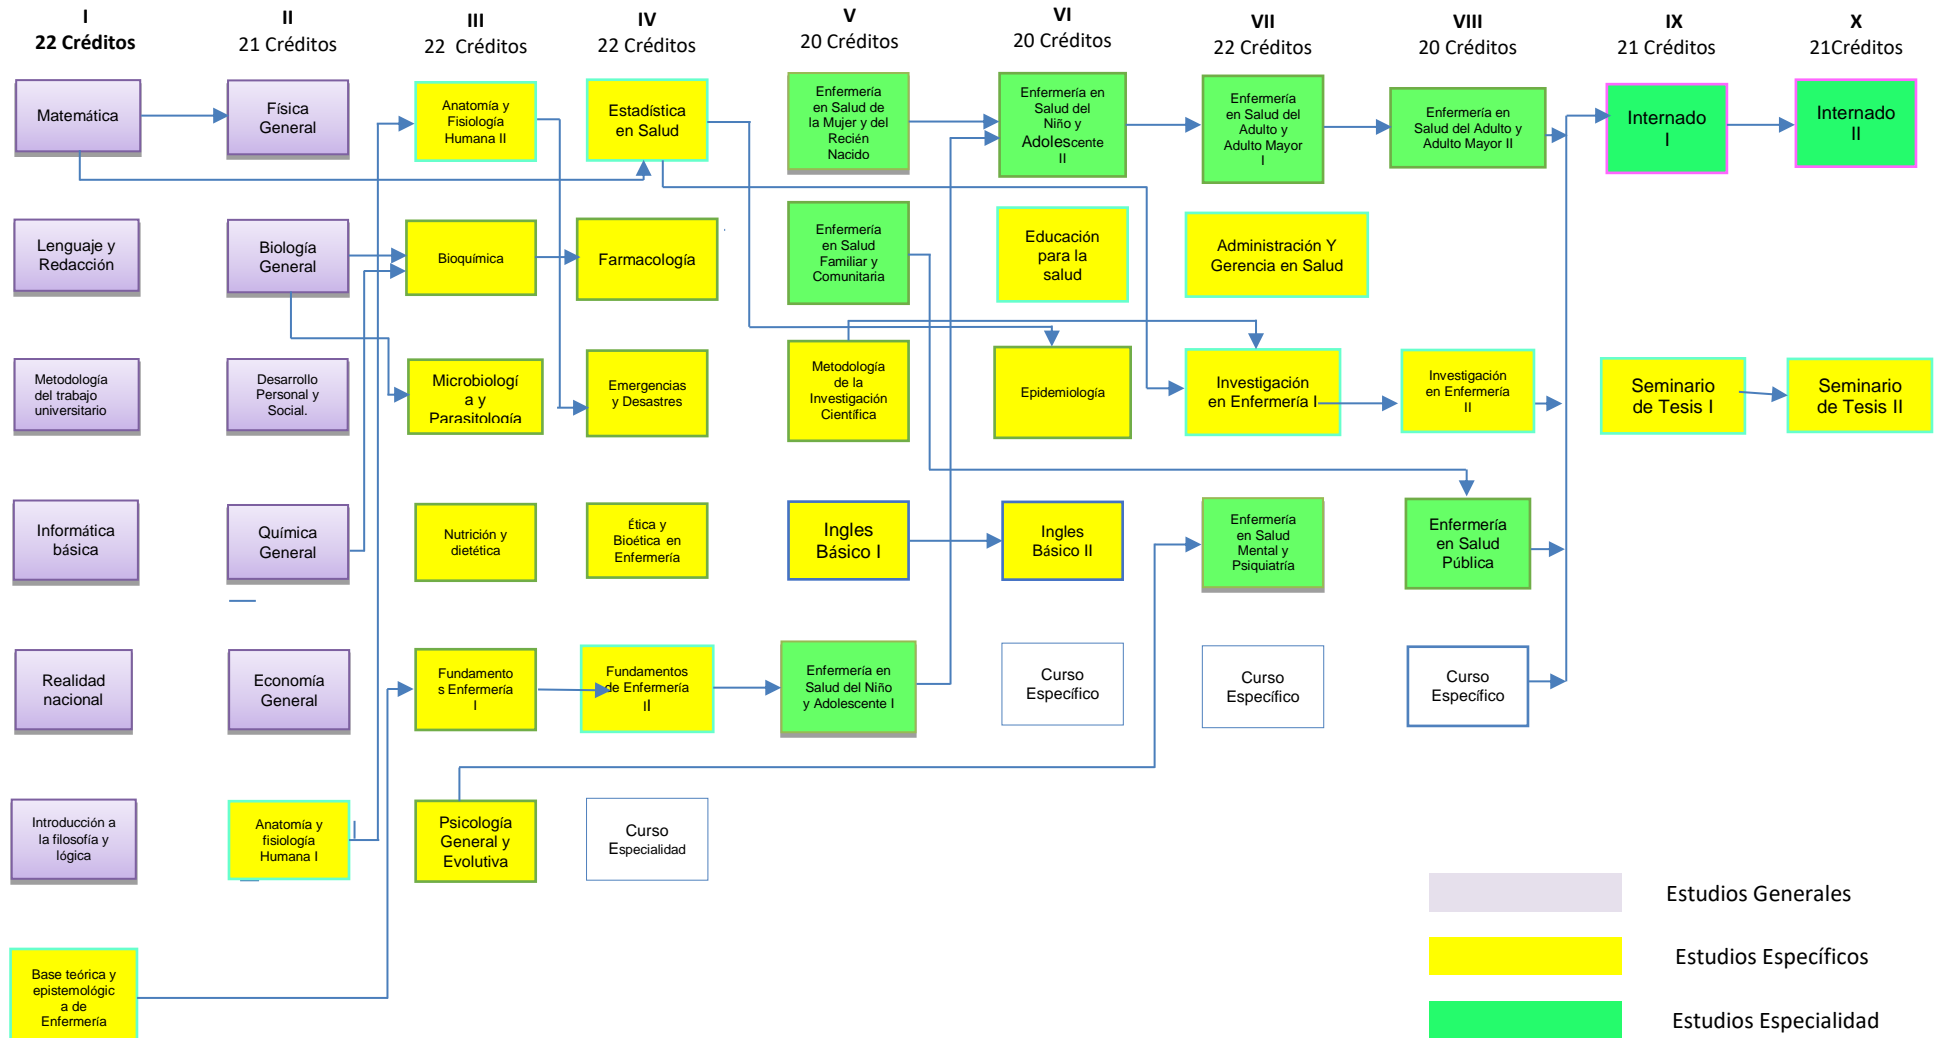 I
22 Créditos
II
21 Créditos
III
22 Créditos
IV
22 Créditos
V
20 Créditos
VI
20 Créditos
VII
22 Créditos
VIII
20 Créditos
IX
21 Créditos
X
21Créditos
Matemática
Física
General
Anatomía y
Fisiología
Humana II
Estadística
en Salud
Enfermería
en Salud de
la Mujer y del
Recién
Nacido
Enfermería en
Salud del
Niño y
Adolescente
II
Enfermería
en Salud del
Adulto y
Adulto Mayor
I
Enfermería en
Salud del Adulto y
Adulto Mayor II
Internado
I
Internado
II
Lenguaje y
Redacción
Biología
General
Bioquímica
Farmacología
Enfermería
en Salud
Familiar y
Comunitaria
Educación
para la
salud
Administración Y
Gerencia en Salud
Metodología
del trabajo
universitario
Desarrollo
Personal y
Social.
Microbiologí
a y
Parasitología
Emergencias
y Desastres
Metodología
de la
Investigación
Científica
Epidemiología
Investigación
en Enfermería I
Investigación
en Enfermería
II
Seminario
de Tesis I
Seminario
de Tesis II
Informática
básica
Química
General
Nutrición y
dietética
Ética y
Bioética en
Enfermería
Ingles
Básico I
Ingles
Básico II
Enfermería
en Salud
Mental y
Psiquiatría
Enfermería
en Salud
Pública
Realidad
nacional
Economía
General
Fundamento
s Enfermería
I
Fundamentos
de Enfermería
II
Enfermería en
Salud del Niño
y Adolescente I
Curso
Específico
Curso
Específico
Curso
Específico
Introducción a
la filosofía y
lógica
Anatomía y
fisiología
Humana I
Psicología
General y
Evolutiva
Curso
Especialidad
Base teórica y
epistemológic
a de
Enfermería
Estudios Generales
Estudios Específicos
Estudios Especialidad